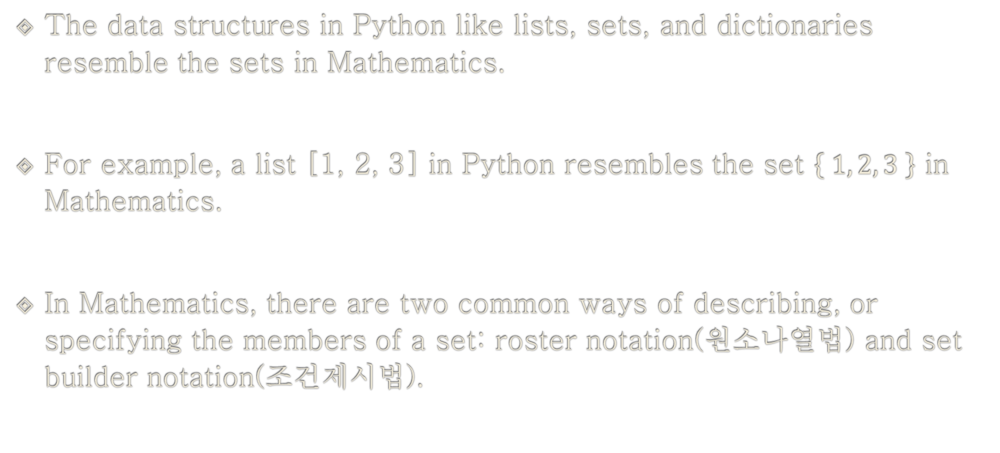 ◈ The data structures in Python like lists, sets, and dictionaries
resemble the sets in Mathematics.
◈ For example, a list [1, 2, 3] in Python resembles the set { 1, 2, 3 } in
Mathematics.
◈ In Mathematics, there are two common ways of describing, or
specifying the members of a set: roster notation(원소나열법) and set
builder notation(조건제시법).